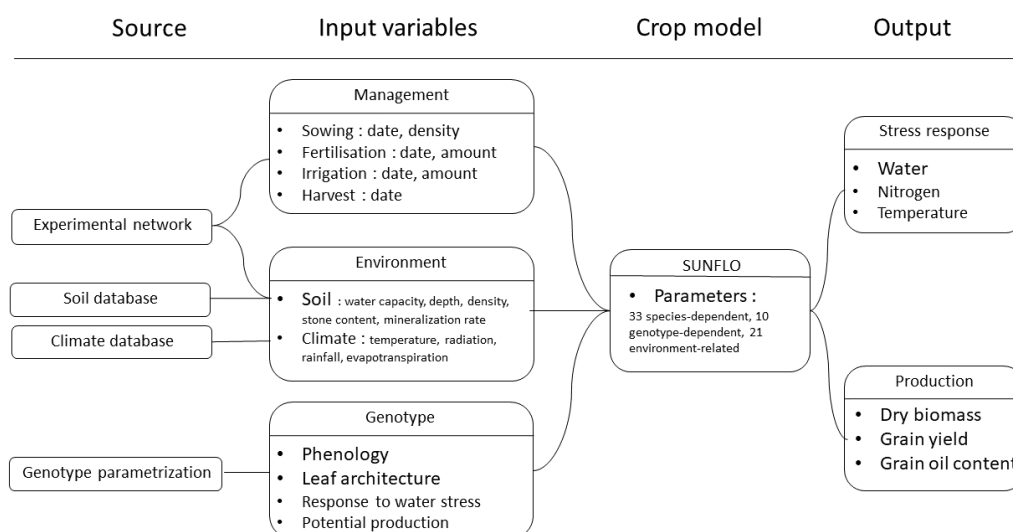 Source
Input variables
Crop model
Output
Management
• Sowing : date, density
• Fertilisation : date, amount
• Irrigation : date, amount
• Harvest : date
Experimental network
Soil database
Climate database
Environment
• Soil : water capacity, depth, density,
stone content, mineralization rate
• Climate : temperature, radiation,
rainfall, evapotranspiration
Genotype parametrization
Genotype
• Phenology
• Leaf architecture
• Response to water stress
• Potential production
SUNFLO
• Parameters :
33 species-dependent, 10
genotype-dependent, 21
environment-related
Stress response
• Water
• Nitrogen
• Temperature
Production
• Dry biomass
• Grain yield
• Grain oil content